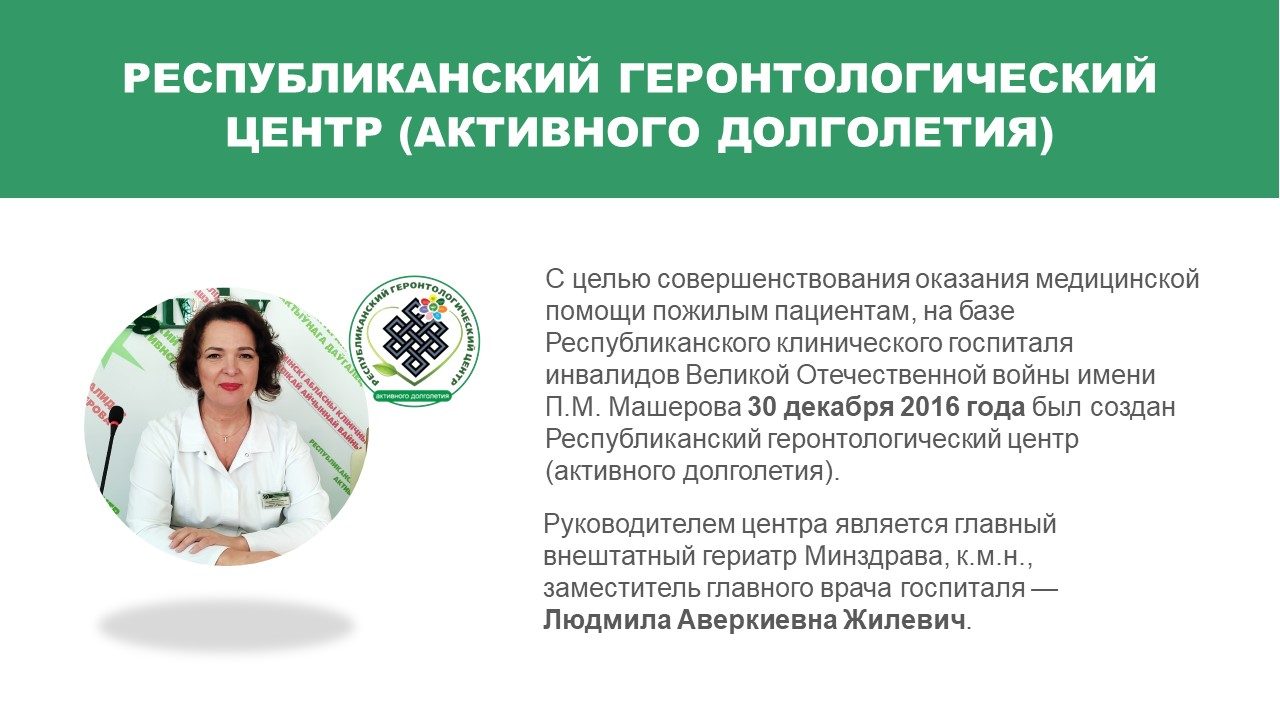 РЕСПУБЛИКАНСКИЙ ГЕРОНТОЛОГИЧЕСКИЙ
ЦЕНТР (АКТИВНОГО ДОЛГОЛЕТИЯ)
РЕСПУБЛИКАНСКИЙ ГЕРОНТОЛОГИЧЕСКИЙ ЦЕНТР
активного долголетия
С целью совершенствования оказания медицинской
помощи пожилым пациентам, на базе
Республиканского клинического госпиталя
инвалидов Великой Отечественной войны имени
П.М. Машерова 30 декабря 2016 года был создан
Республиканский геронтологический центр
(активного долголетия).
Руководителем центра является главный
внештатный гериатр Минздрава, к.м.н.,
заместитель главного врача госпиталя —
Людмила Аверкиевна Жилевич.